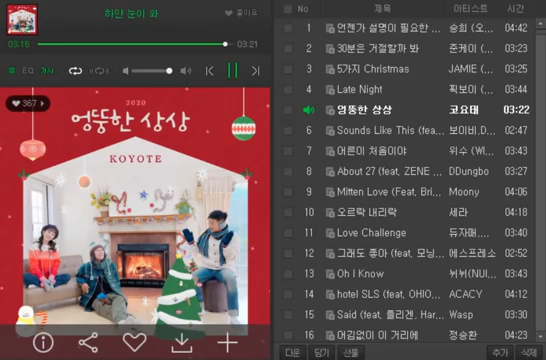 하얀 눈이 와
좋아요
03:16
03:21
EQ 가사
367
2020
엉뚱한 상상
KOYOTE
No 제목 아티스트 시간
1 언젠가 설명이 필요한 ... 승희 (오... 04:42
2 30분은 거절할까 봐 준케이 (... 03:23
3 5가지 Christmas JAMIE (... 03:25
4 Late Night 픽보이 (... 03:44
엉뚱한 상상 코요태 03:22
6 Sounds Like This (fea... 보이비,D... 02:47
7 어른이 처음이야 위수 (WI... 03:43
8 About 27 (feat, ZENE ... DDungbo 03:27
9 Mitten Love (Feat, Bri... Moony 04:06
10 오르락 내리락 세라 04:18
11 Love Challenge 듀자매,... 03:40
12 그래도 좋아 (feat, 모닝... 에스프레소 02:52
13 Oh I Know 뉘뉘(NUI... 03:43
14 hotel SLS (feat, OHIO... ACACY 04:12
15 Said (feat, 플리겐, Har... Wasp 03:30
16 어김없이 이 거리에 정승환 04:23
다운 담기 선물 추가 삭제